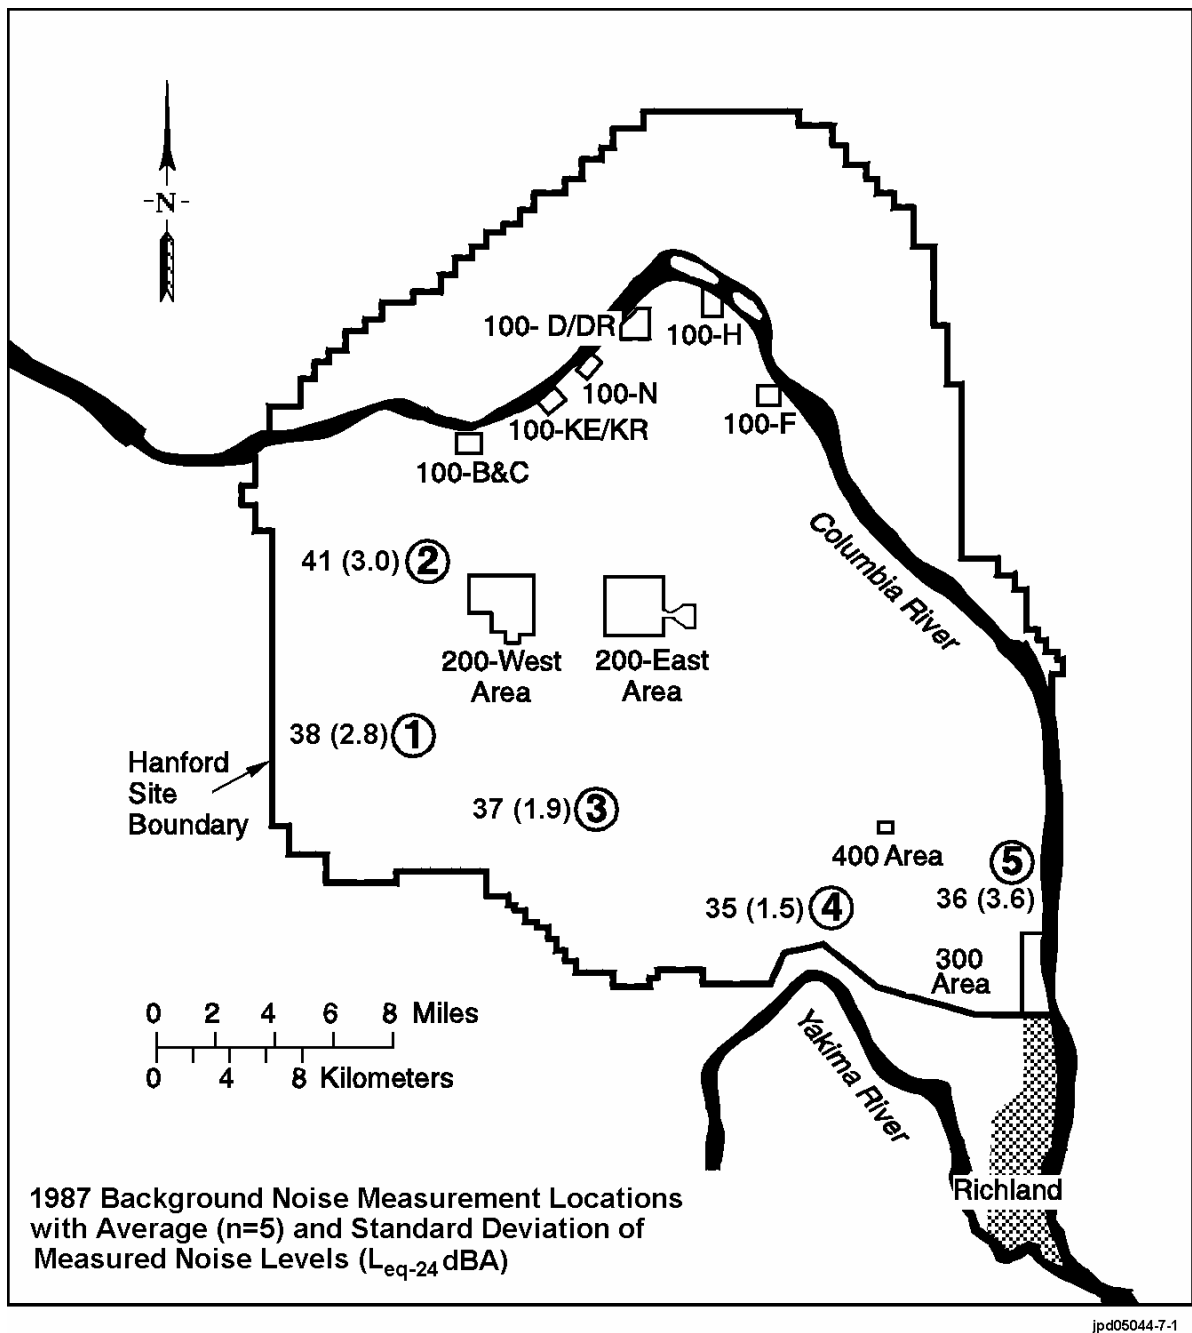 N
100- D/DR
100-H
100-N
100-F
100-KE/KR
100-B&C
Columbia River
41 (3.0) 2
200-West
Area
200-East
Area
38 (2.8) 1
Hanford
Site
Boundary
37 (1.9) 3
400 Area
5
36 (3.6)
35 (1.5) 4
300
Area
0 2 4 6 8 Miles
0 4 8 Kilometers
Yakima River
Richland
1987 Background Noise Measurement Locations
with Average (n=5) and Standard Deviation of
Measured Noise Levels (Leq-24 dBA)
jpd05044-7-1